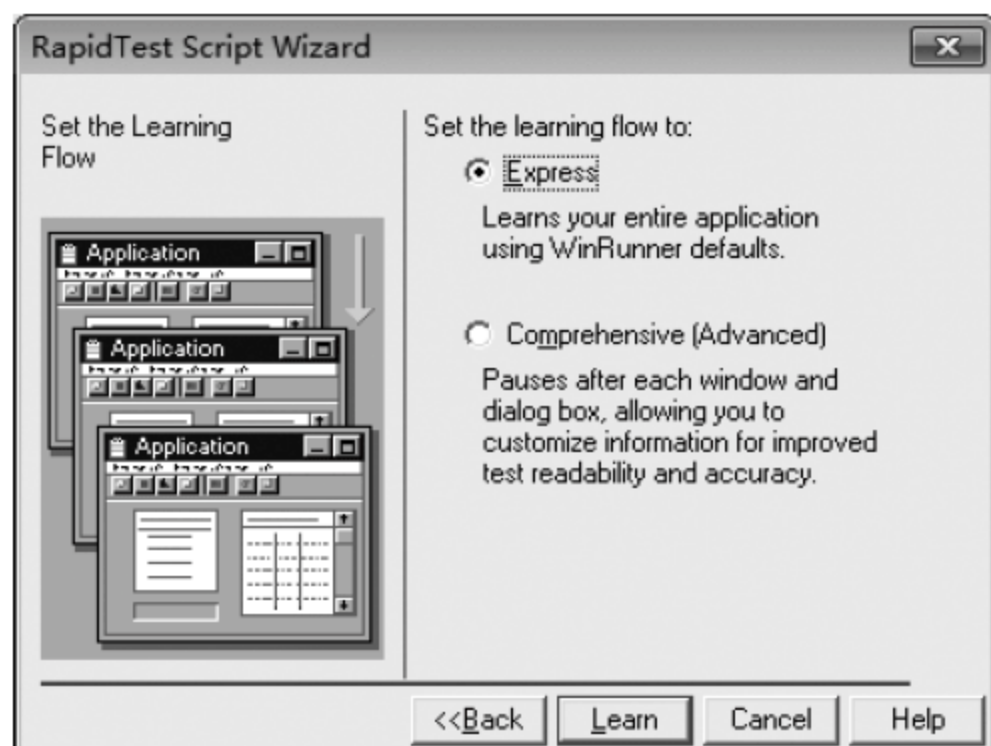 RapidTest Script Wizard
Set the Learning
Flow
Application
Application
Application
Set the learning flow to:
Express
Learns your entire application
using WinRunner defaults.
Comprehensive (Advanced)
Pauses after each window and
dialog box, allowing you to
customize information for improved
test readability and accuracy.
<<Back
Learn
Cancel
Help